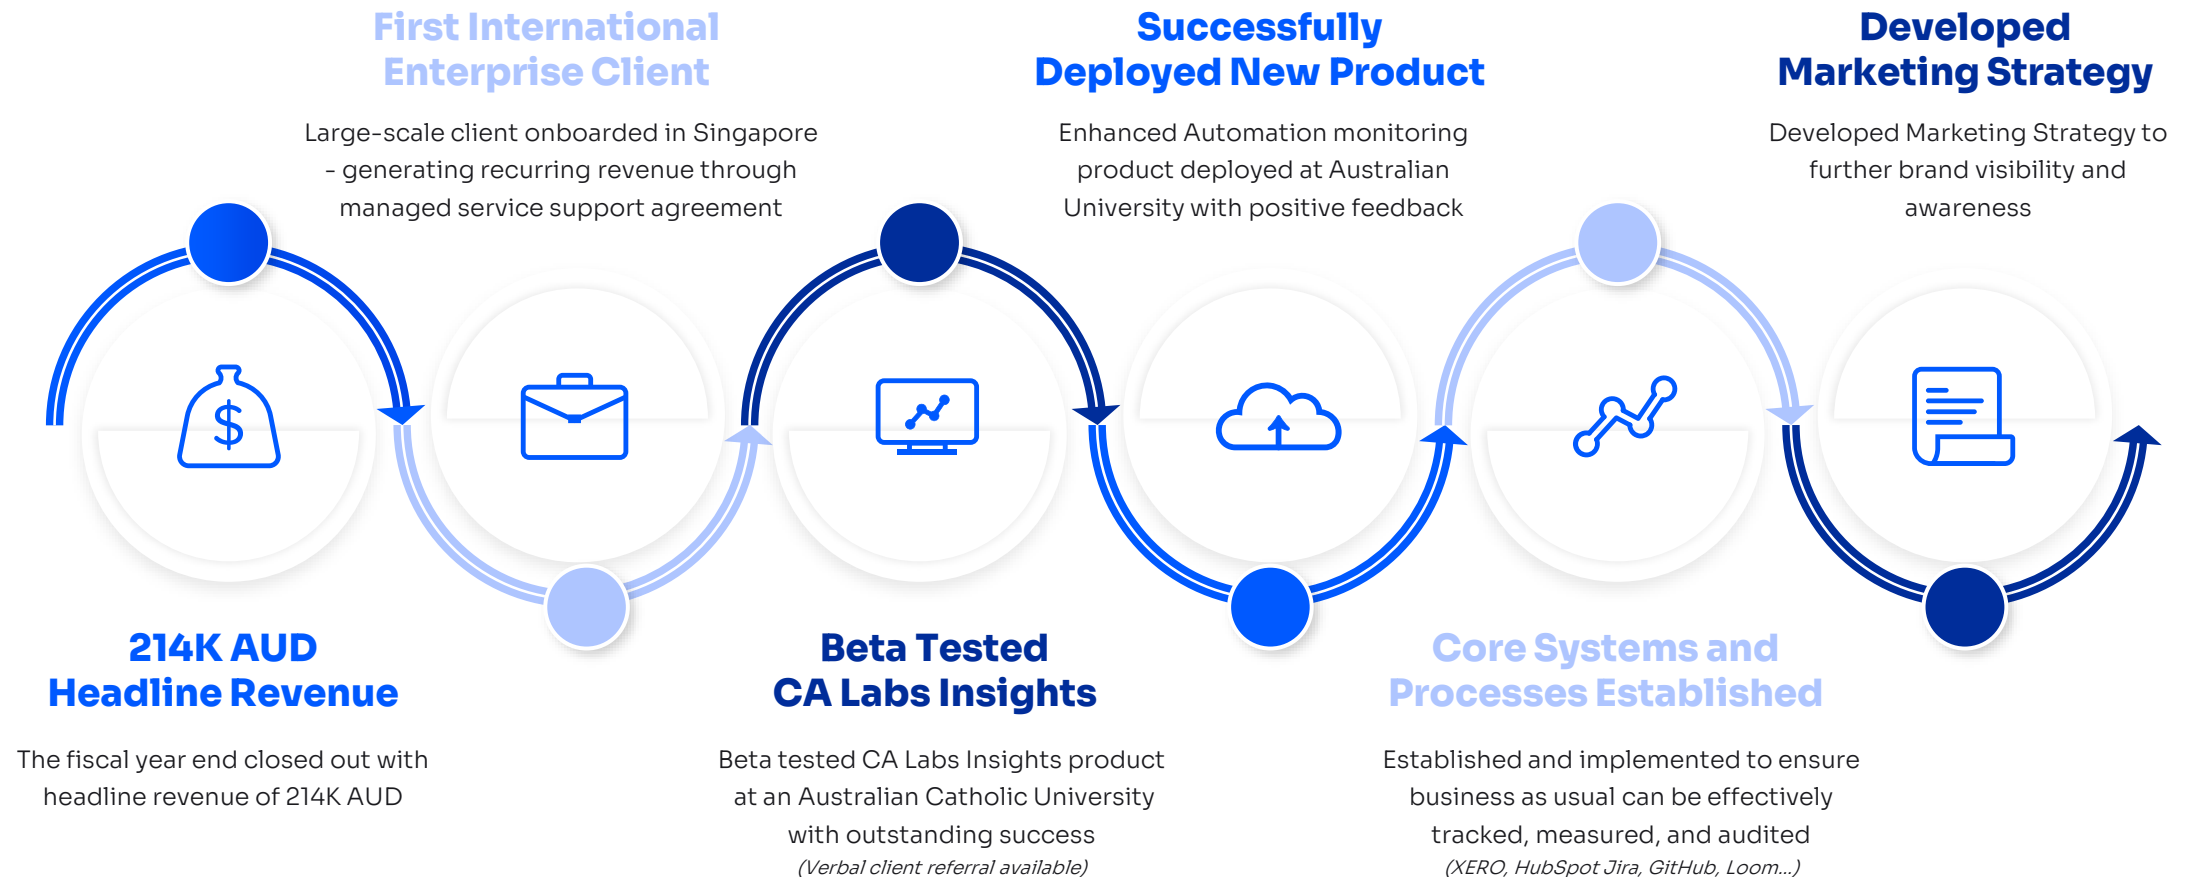 214K AUD
Headline Revenue
The fiscal year end closed out with
headline revenue of 214K AUD
First International
Enterprise Client
Large-scale client onboarded in Singapore
- generating recurring revenue through
managed service support agreement
Beta Tested
CA Labs Insights
Beta tested CA Labs Insights product
at an Australian Catholic University
with outstanding success
(Verbal client referral available)
Successfully
Deployed New Product
Enhanced Automation monitoring
product deployed at Australian
University with positive feedback
Core Systems and
Processes Established
Established and implemented to ensure
business as usual can be effectively
tracked, measured, and audited
(XERO, HubSpot Jira, GitHub, Loom...)
Developed
Marketing Strategy
Developed Marketing Strategy to
further brand visibility and
awareness
$